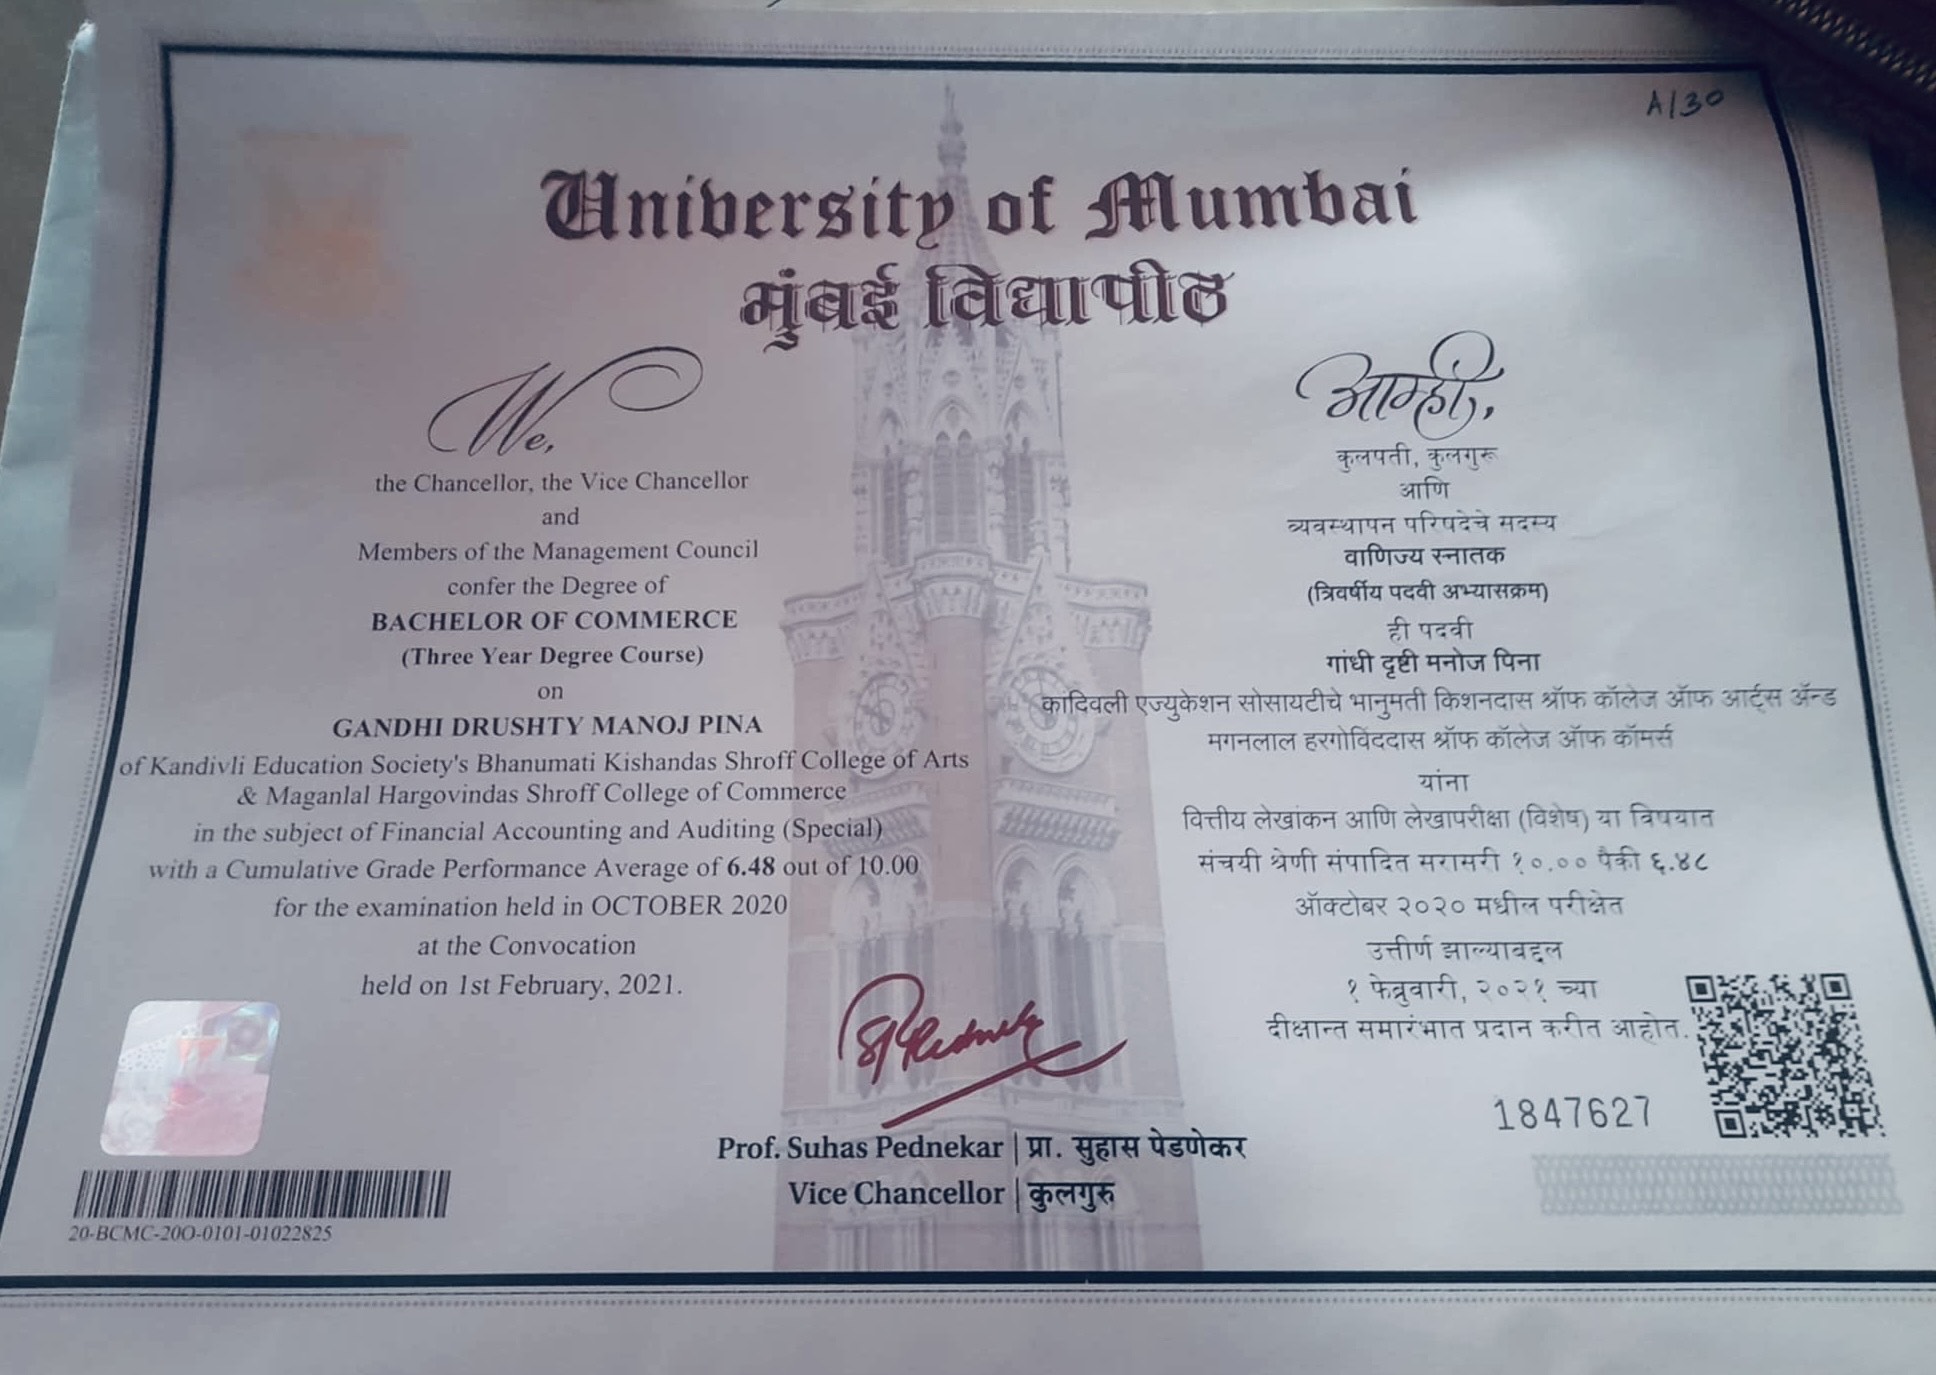 A/30
University of Mumbai
मुंबई विद्यापीठ
We,
the Chancellor, the Vice Chancellor
and
Members of the Management Council
confer the Degree of
BACHELOR OF COMMERCE
(Three Year Degree Course)
on
GANDHI DRUSHTY MANOJ PINA
of Kandivli Education Society's Bhanumati Kishandas Shroff College of Arts
& Maganlal Hargovindas Shroff College of Commerce
in the subject of Financial Accounting and Auditing (Special)
with a Cumulative Grade Performance Average of 6.48 out of 10.00
for the examination held in OCTOBER 2020
at the Convocation
held on 1st February, 2021.
आम्ही,
कुलपती, कुलगुरू
आणि
व्यवस्थापन परिषदेचे सदस्य
वाणिज्य स्नातक
(त्रिवर्षीय पदवी अभ्यासक्रम)
ही पदवी
गांधी दृष्टी मनोज पिना
कांदिवली एज्युकेशन सोसायटीचे भानुमती किशनदास श्रॉफ कॉलेज ऑफ आर्ट्स ॲन्ड
मगनलाल हरगोविंददास श्रॉफ कॉलेज ऑफ कॉमर्स
यांना
वित्तीय लेखांकन आणि लेखापरीक्षा (विशेष) या विषयात
संचयी श्रेणी संपादित सरासरी १०.०० पैकी ६.४८
ऑक्टोबर २०२० मधील परीक्षेत
उत्तीर्ण झाल्याबद्दल
१ फेब्रुवारी, २०२१ च्या
दीक्षान्त समारंभात प्रदान करीत आहोत.
SPPednekar
1847627
Prof. Suhas Pednekar | प्रा. सुहास पेडणेकर
Vice Chancellor | कुलगुरु
20-BCMC-20O-0101-01022825